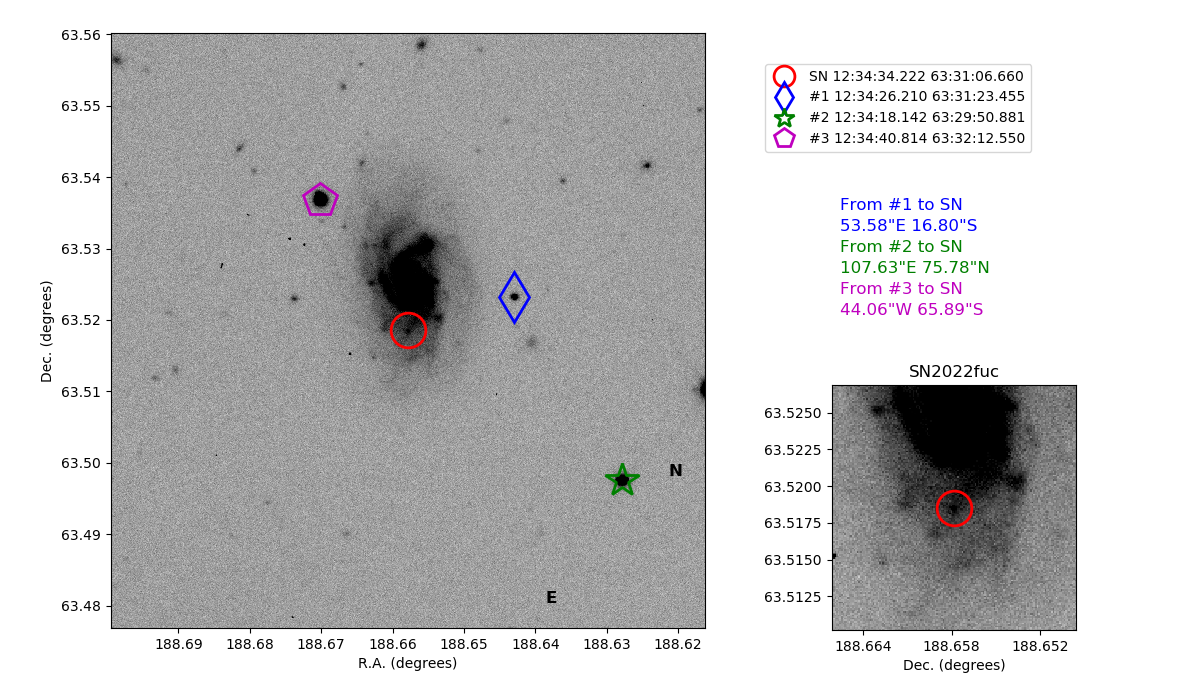 63.56
63.55
63.54
63.53
63.52
63.51
63.50
63.49
63.48
Dec. (degrees)
188.69 188.68 188.67 188.66 188.65 188.64 188.63 188.62
R.A. (degrees)
N
E
SN 12:34:34.222 63:31:06.660
#1 12:34:26.210 63:31:23.455
#2 12:34:18.142 63:29:50.881
#3 12:34:40.814 63:32:12.550
From #1 to SN
53.58"E 16.80"S
From #2 to SN
107.63"E 75.78"N
From #3 to SN
44.06"W 65.89"S
SN2022fuc
63.5250
63.5225
63.5200
63.5175
63.5150
63.5125
188.664 188.658 188.652
Dec. (degrees)